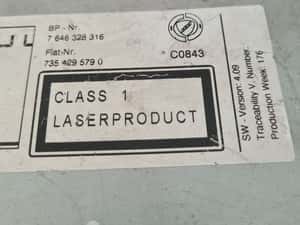 BP - Nr.
7 648 328 316
Fiat-Nr.
735 429 579 0
C0843
CLASS 1
LASERPRODUCT
SW - Version: 4.09
Traceability V. Number:
Production Week: 176